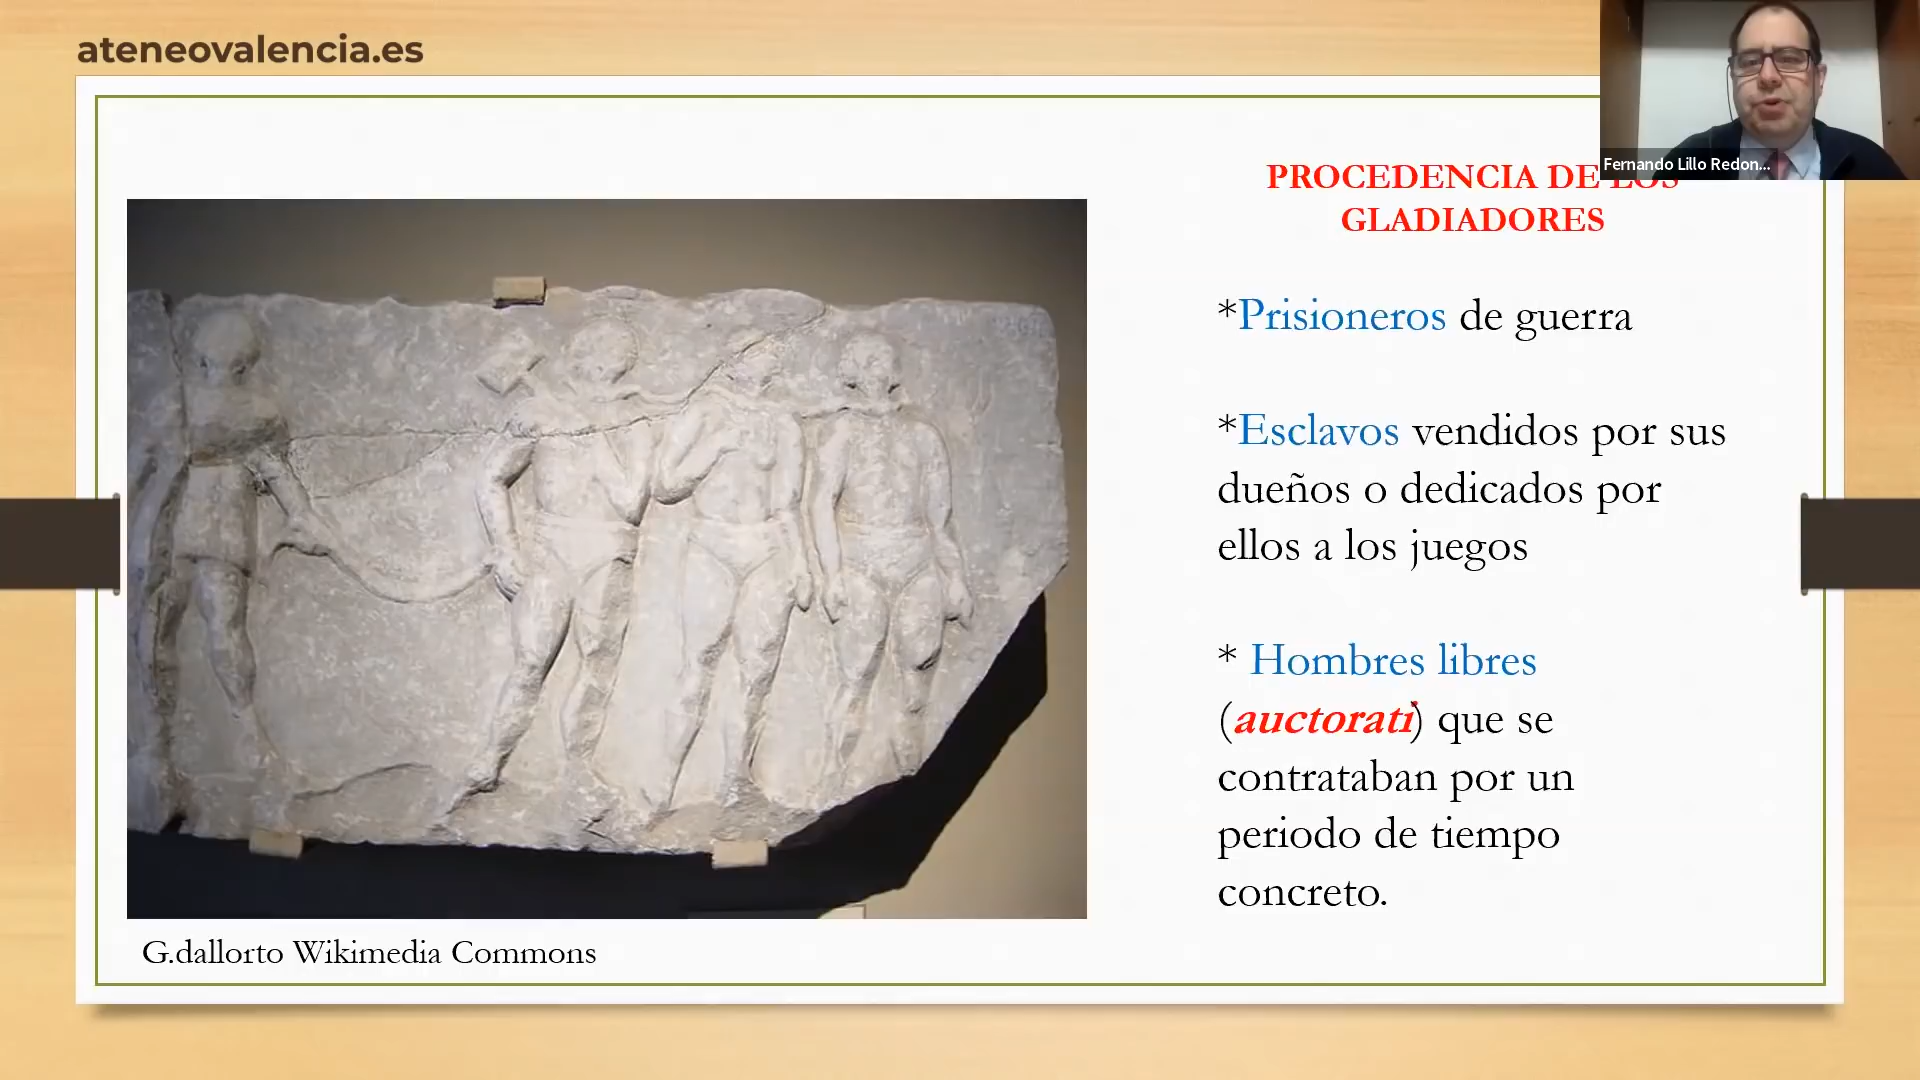 ateneovalencia.es
Fernando Lillo Redon...
PROCEDENCIA DE LOS
GLADIADORES
*Prisioneros de guerra
*Esclavos vendidos por sus
dueños o dedicados por
ellos a los juegos
* Hombres libres
(auctorati) que se
contrataban por un
periodo de tiempo
concreto.
G.dallorto Wikimedia Commons